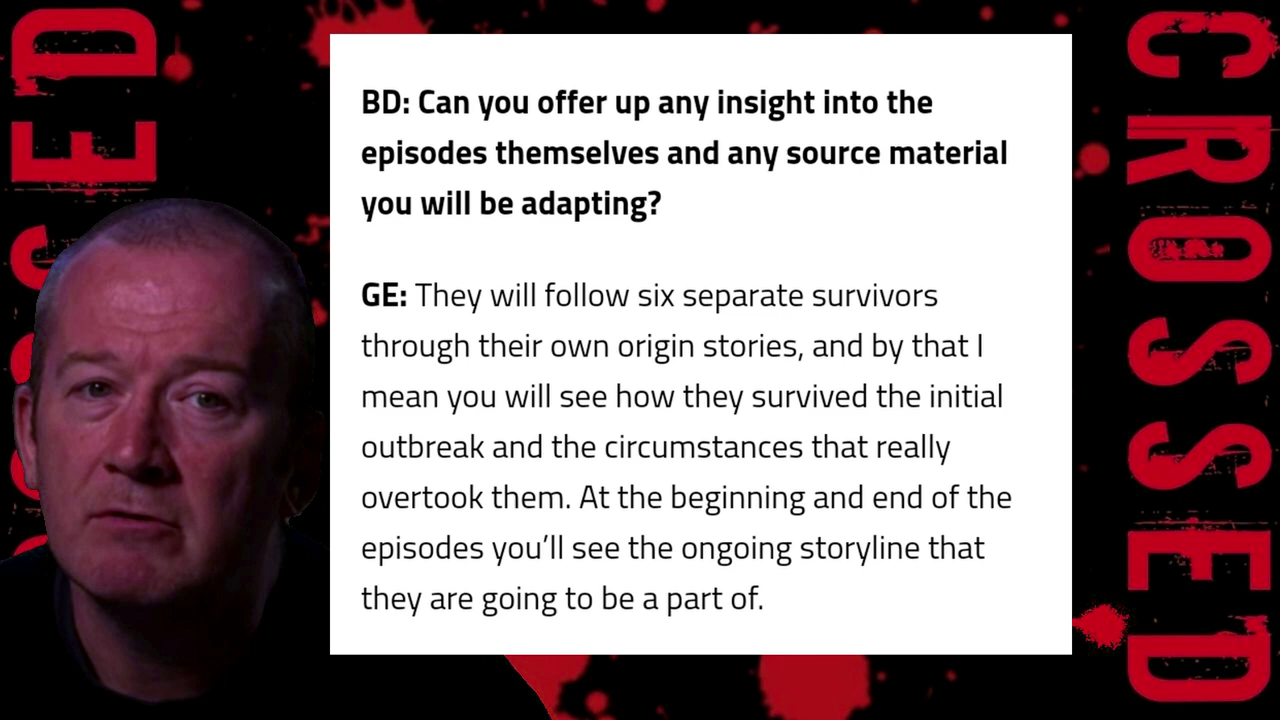 CROSSED
BD: Can you offer up any insight into the
episodes themselves and any source material
you will be adapting?
GE: They will follow six separate survivors
through their own origin stories, and by that I
mean you will see how they survived the initial
outbreak and the circumstances that really
overtook them. At the beginning and end of the
episodes you’ll see the ongoing storyline that
they are going to be a part of.
CROSSED